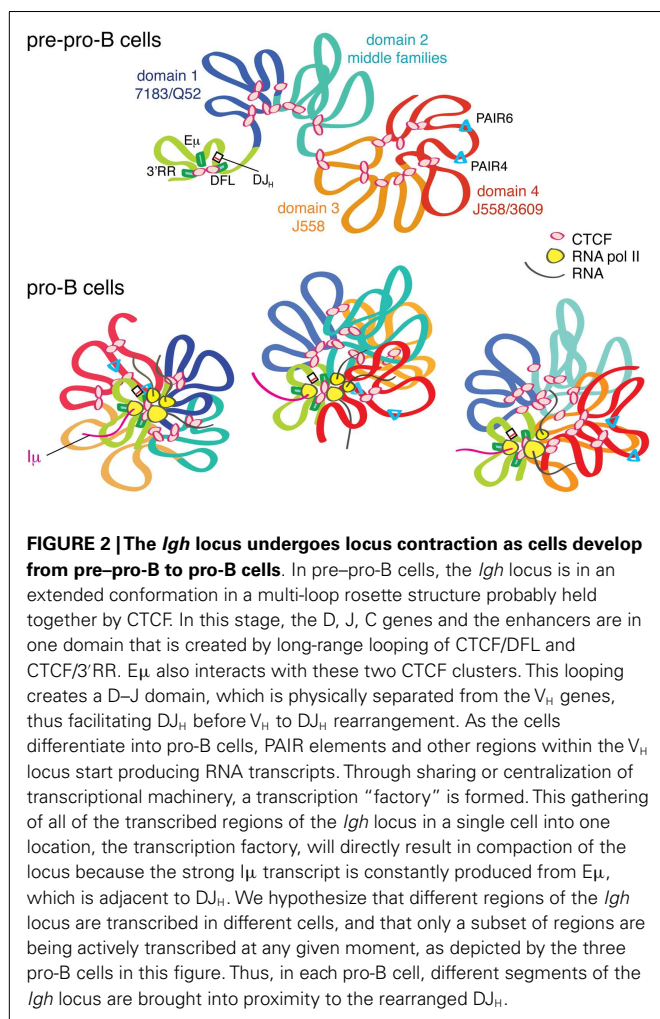 pre-pro-B cells
domain 2
middle families
domain 1
7183/Q52
PAIR6
Eμ
PAIR4
3'RR
DFL
DJH
domain 3
J558
domain 4
J558/3609
CTCF
RNA pol II
RNA
pro-B cells
Iμ
FIGURE 2 | The Igh locus undergoes locus contraction as cells develop
from pre–pro-B to pro-B cells. In pre–pro-B cells, the Igh locus is in an
extended conformation in a multi-loop rosette structure probably held
together by CTCF. In this stage, the D, J, C genes and the enhancers are in
one domain that is created by long-range looping of CTCF/DFL and
CTCF/3′RR. Eμ also interacts with these two CTCF clusters. This looping
creates a D–J domain, which is physically separated from the VH genes,
thus facilitating DJH before VH to DJH rearrangement. As the cells
differentiate into pro-B cells, PAIR elements and other regions within the VH
locus start producing RNA transcripts. Through sharing or centralization of
transcriptional machinery, a transcription “factory” is formed. This gathering
of all of the transcribed regions of the Igh locus in a single cell into one
location, the transcription factory, will directly result in compaction of the
locus because the strong Iμ transcript is constantly produced from Eμ,
which is adjacent to DJH. We hypothesize that different regions of the Igh
locus are transcribed in different cells, and that only a subset of regions are
being actively transcribed at any given moment, as depicted by the three
pro-B cells in this figure. Thus, in each pro-B cell, different segments of the
Igh locus are brought into proximity to the rearranged DJH.